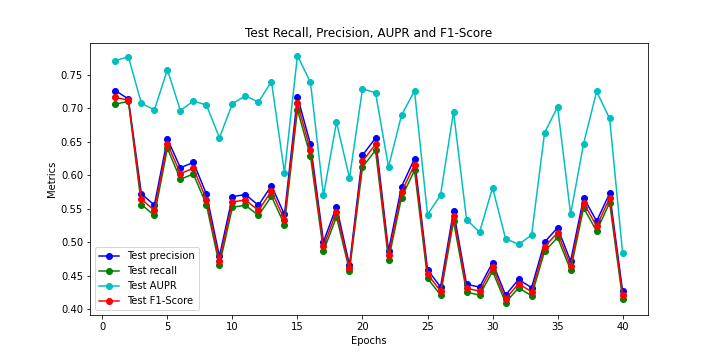 Test Recall, Precision, AUPR and F1-Score
Metrics
0.75
0.70
0.65
0.60
0.55
0.50
0.45
0.40
Test precision
Test recall
Test AUPR
Test F1-Score
0 5 10 15 20 25 30 35 40
Epochs